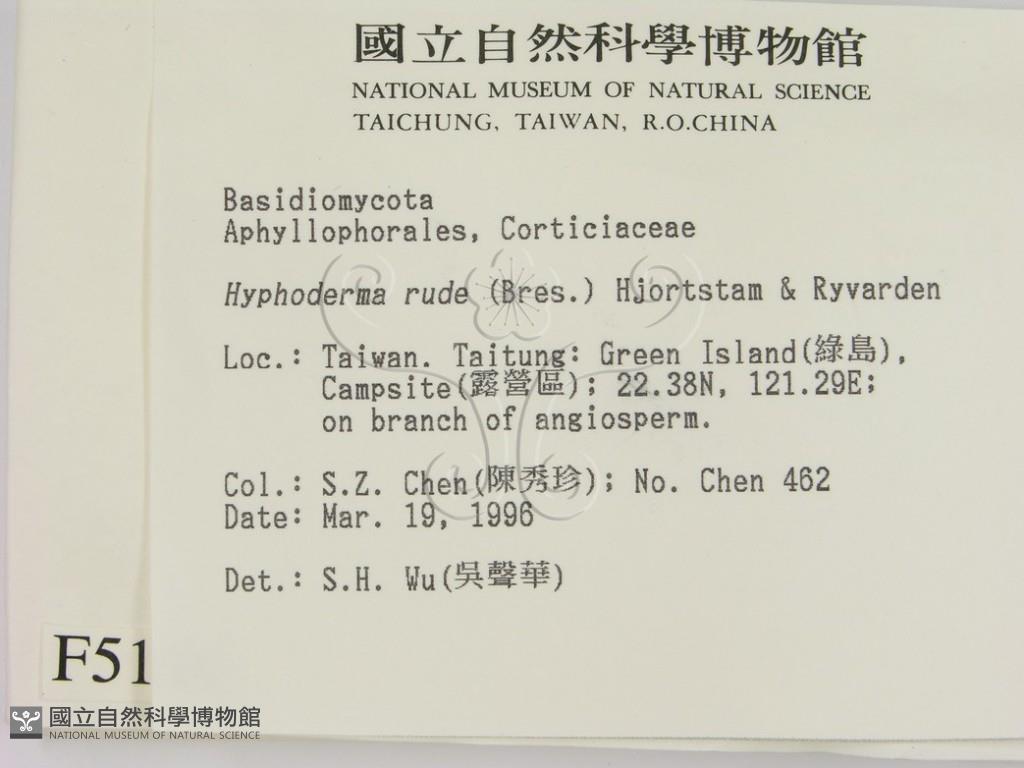 國立自然科學博物館
NATIONAL MUSEUM OF NATURAL SCIENCE
TAICHUNG, TAIWAN, R.O.CHINA
Basidiomycota
Aphyllophorales, Corticiaceae
Hyphoderma rude (Bres.) Hjortstam & Ryvarden
Loc.: Taiwan. Taitung: Green Island(綠島),
Campsite(露營區); 22.38N, 121.29E;
on branch of angiosperm.
Col.: S.Z. Chen(陳秀珍); No. Chen 462
Date: Mar. 19, 1996
Det.: S.H. Wu(吳聲華)
F51
國立自然科學博物館
NATIONAL MUSEUM OF NATURAL SCIENCE